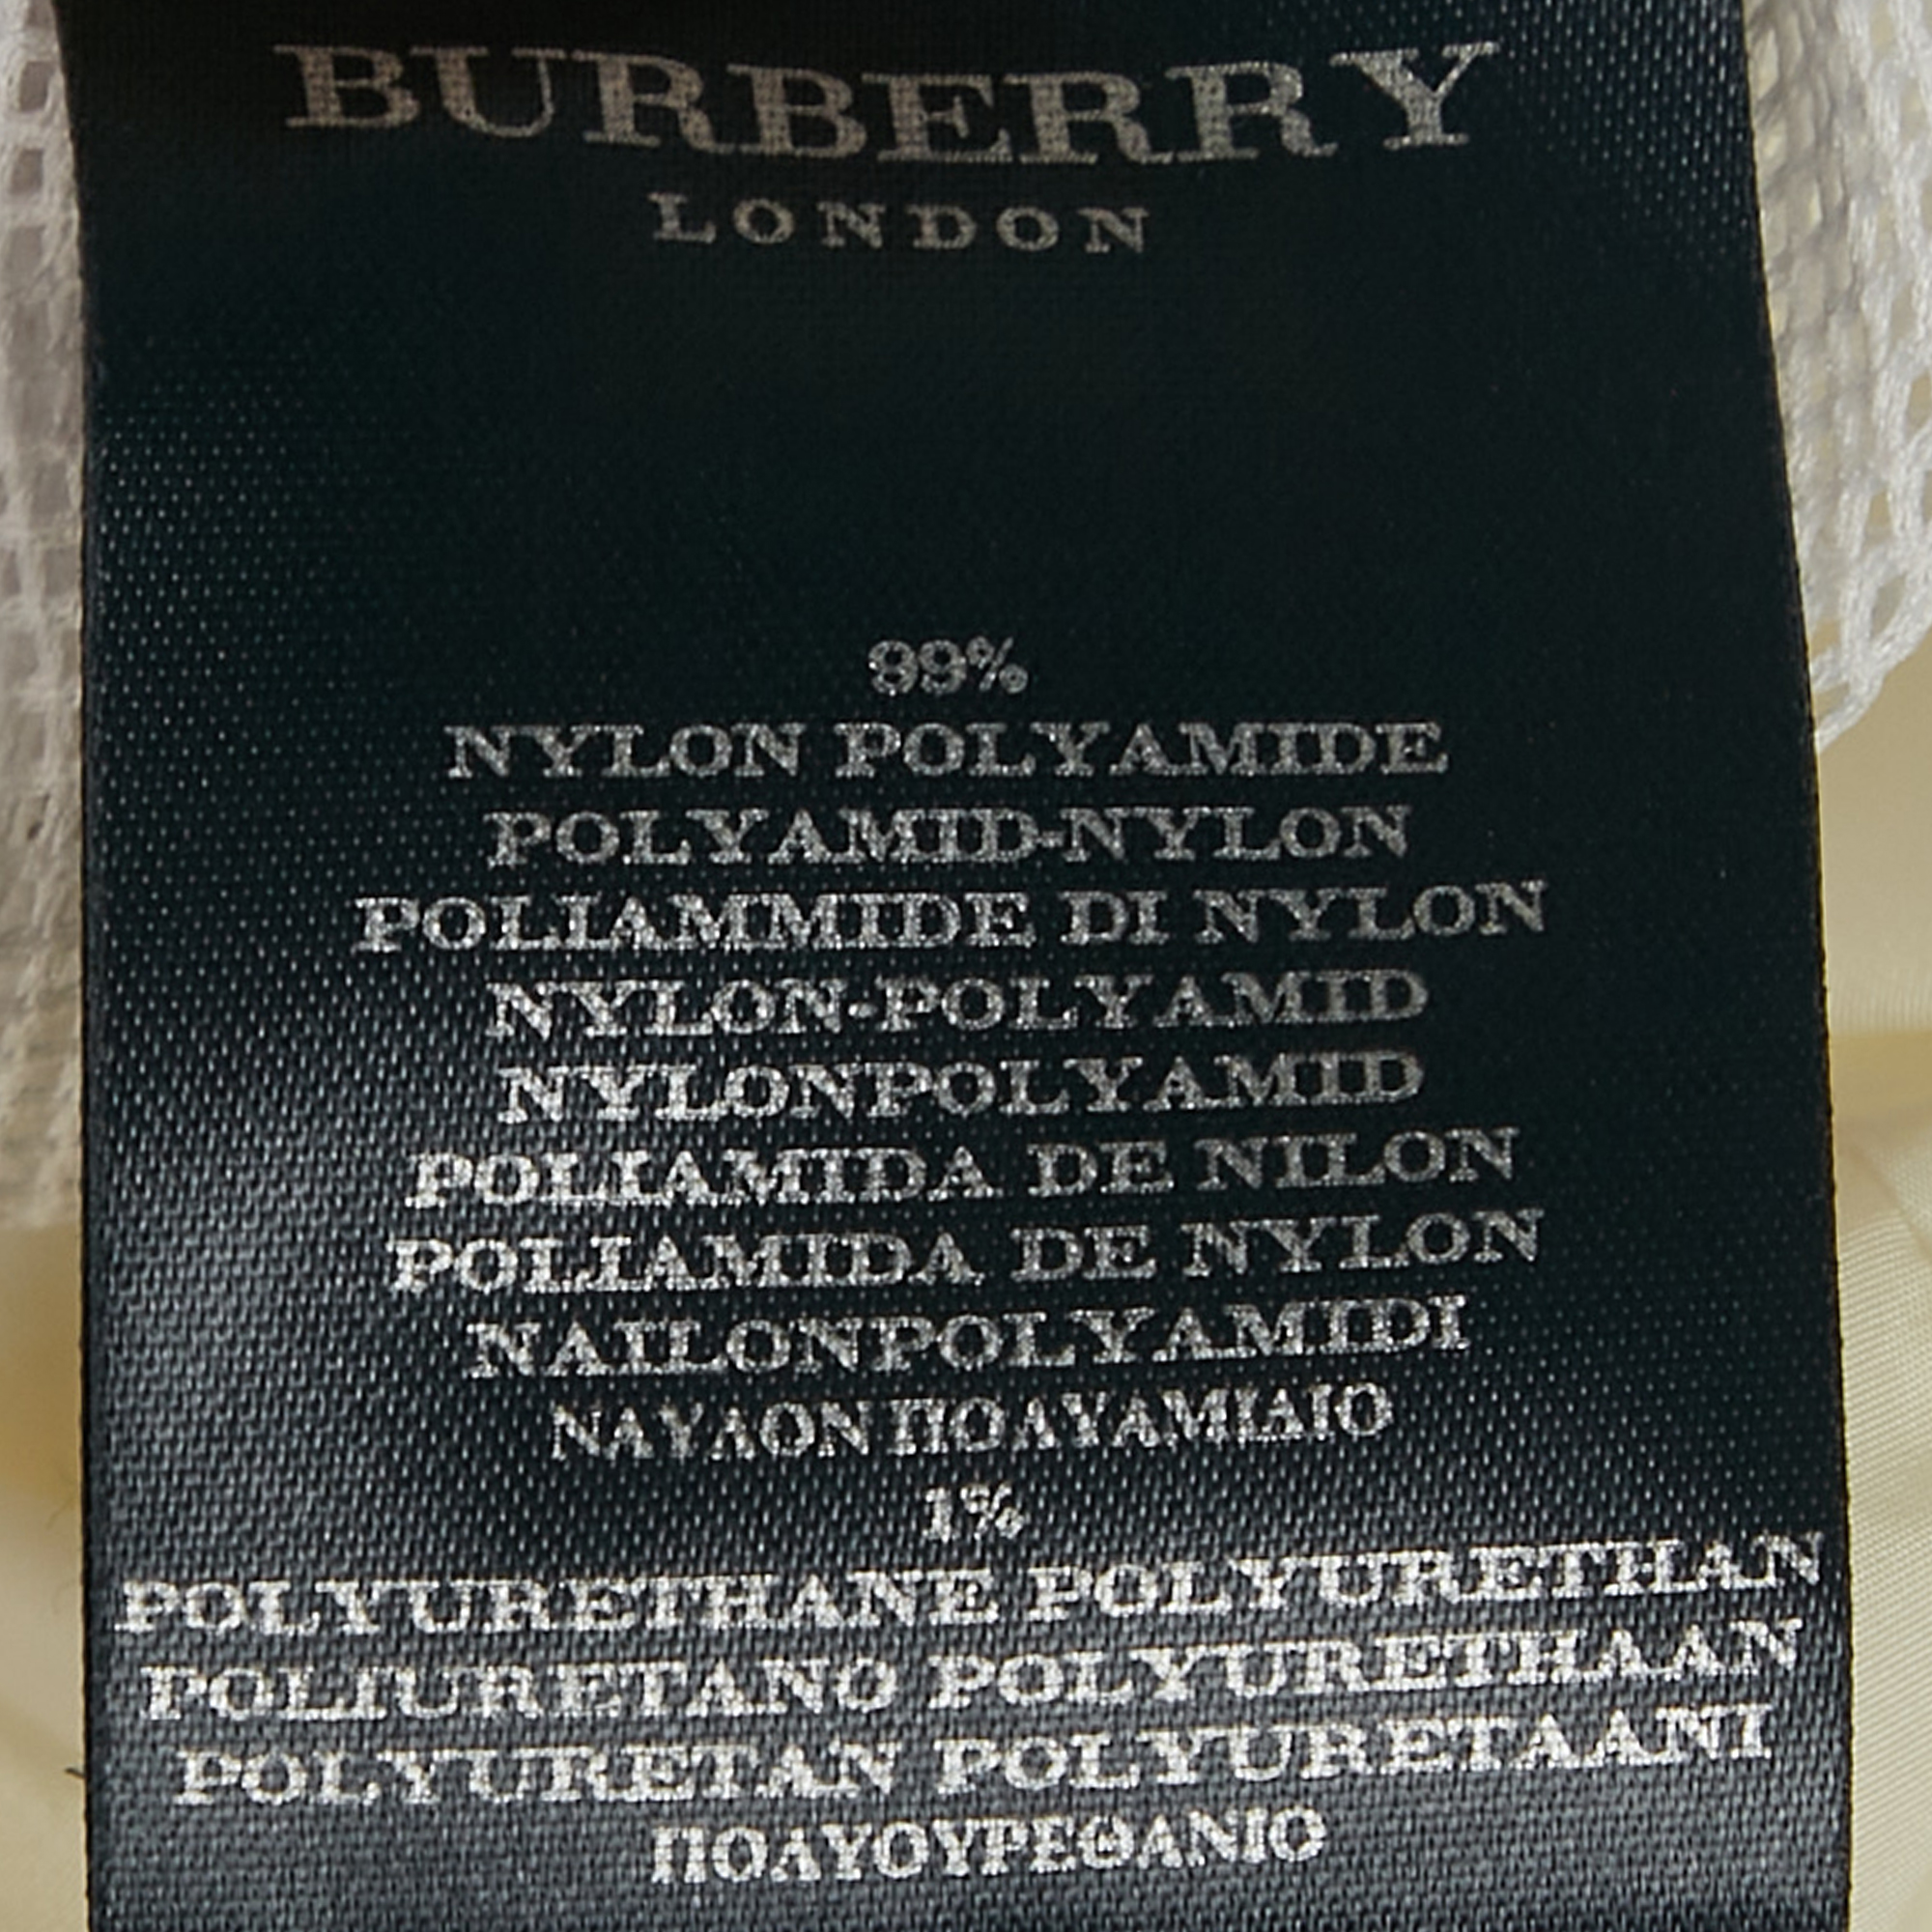 BURBERRY
LONDON
99%
NYLON POLYAMIDE
POLYAMID-NYLON
POLIAMMIDE DI NYLON
NYLON-POLYAMID
NYLONPOLYAMID
POLIAMIDA DE NILON
POLIAMIDA DE NYLON
NAILONPOLYAMIDI
ΝΑΥΛΟΝ ΠΟΛΥΑΜΙΔΙΟ
1%
POLYURETHANE POLYURETHAN
POLIURETANO POLYURETHAAN
POLYURETAN POLYURETAANI
ΠΟΛΥΟΥΡΕΘΑΝΙΟ